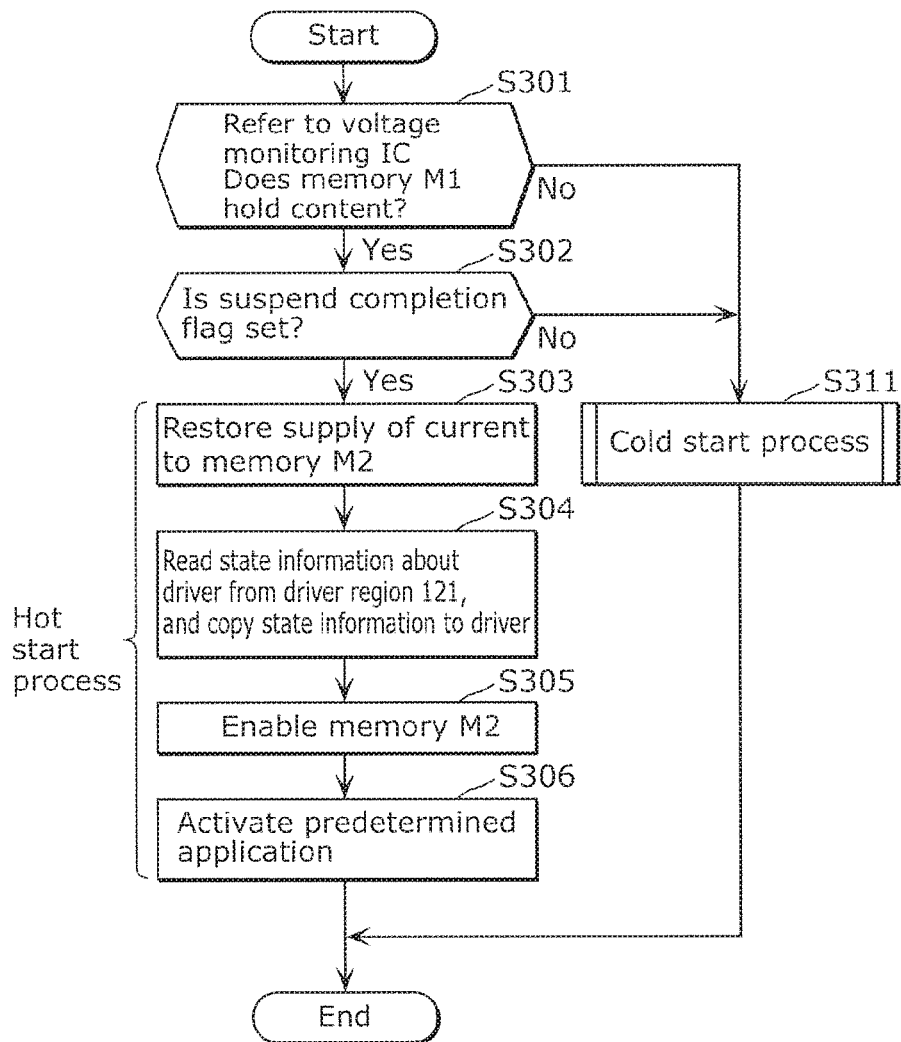 Start
S301
Refer to voltage
monitoring IC
Does memory M1
hold content?
No
Yes
S302
Is suspend completion
flag set?
No
Yes
S303
Restore supply of current
to memory M2
S311
Cold start process
S304
Read state information about
driver from driver region 121,
and copy state information to driver
Hot
start
process
S305
Enable memory M2
S306
Activate predetermined
application
End